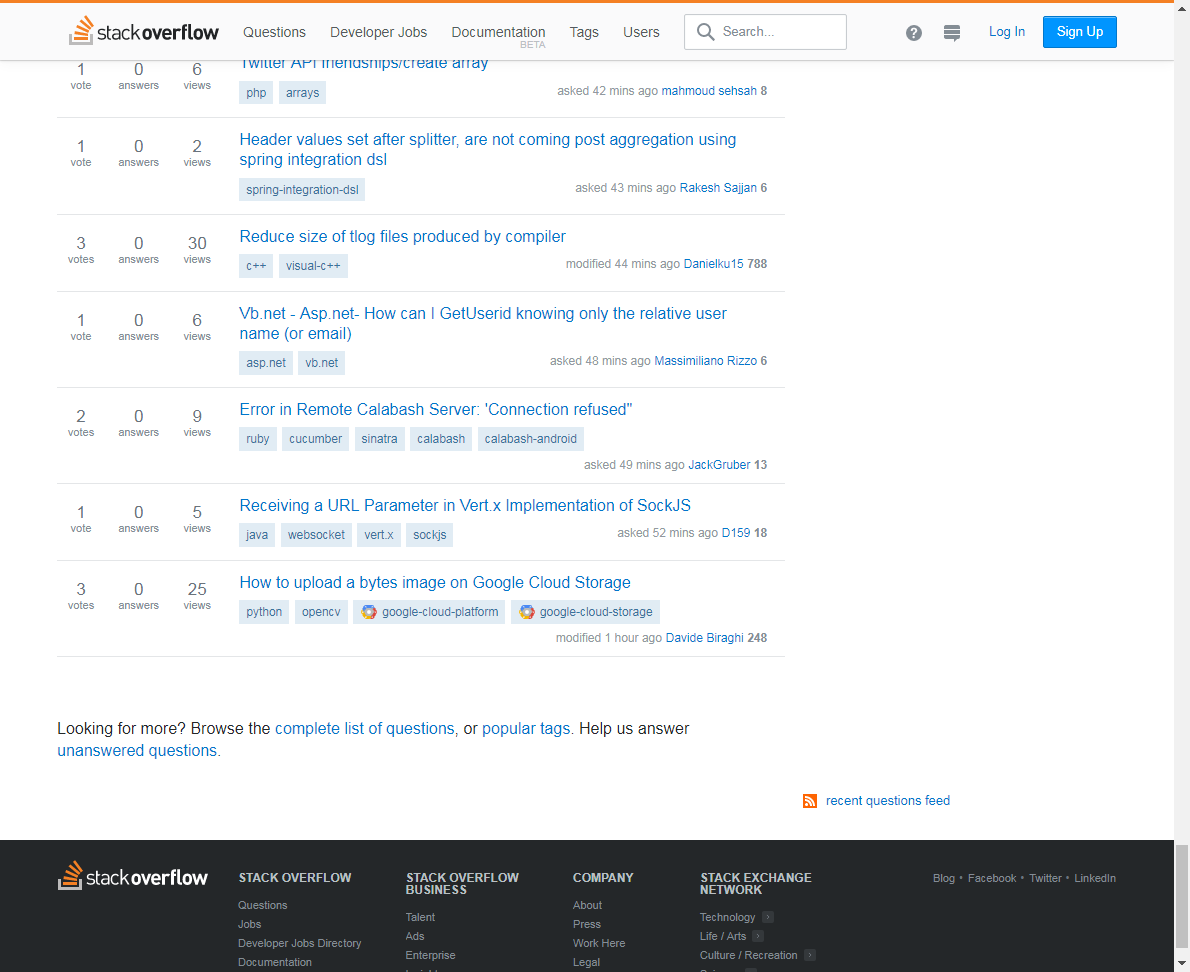 stackoverflow Questions Developer Jobs Documentation BETA Tags Users Search... Log In Sign Up
1 vote 0 answers 6 views
Twitter API friendships/create array
php arrays
asked 42 mins ago mahmoud sehsah 8
1 vote 0 answers 2 views
Header values set after splitter, are not coming post aggregation using
spring integration dsl
spring-integration-dsl
asked 43 mins ago Rakesh Sajjan 6
3 votes 0 answers 30 views
Reduce size of tlog files produced by compiler
c++ visual-c++
modified 44 mins ago Danielku15 788
1 vote 0 answers 6 views
Vb.net - Asp.net- How can I GetUserid knowing only the relative user
name (or email)
asp.net vb.net
asked 48 mins ago Massimiliano Rizzo 6
2 votes 0 answers 9 views
Error in Remote Calabash Server: 'Connection refused"
ruby cucumber sinatra calabash calabash-android
asked 49 mins ago JackGruber 13
1 vote 0 answers 5 views
Receiving a URL Parameter in Vert.x Implementation of SockJS
java websocket vert.x sockjs
asked 52 mins ago D159 18
3 votes 0 answers 25 views
How to upload a bytes image on Google Cloud Storage
python opencv google-cloud-platform google-cloud-storage
modified 1 hour ago Davide Biraghi 248
Looking for more? Browse the complete list of questions, or popular tags. Help us answer
unanswered questions.
recent questions feed
stackoverflow
STACK OVERFLOW
Questions
Jobs
Developer Jobs Directory
Documentation
STACK OVERFLOW
BUSINESS
Talent
Ads
Enterprise
COMPANY
About
Press
Work Here
Legal
STACK EXCHANGE
NETWORK
Technology
Life / Arts
Culture / Recreation
Blog • Facebook • Twitter • LinkedIn